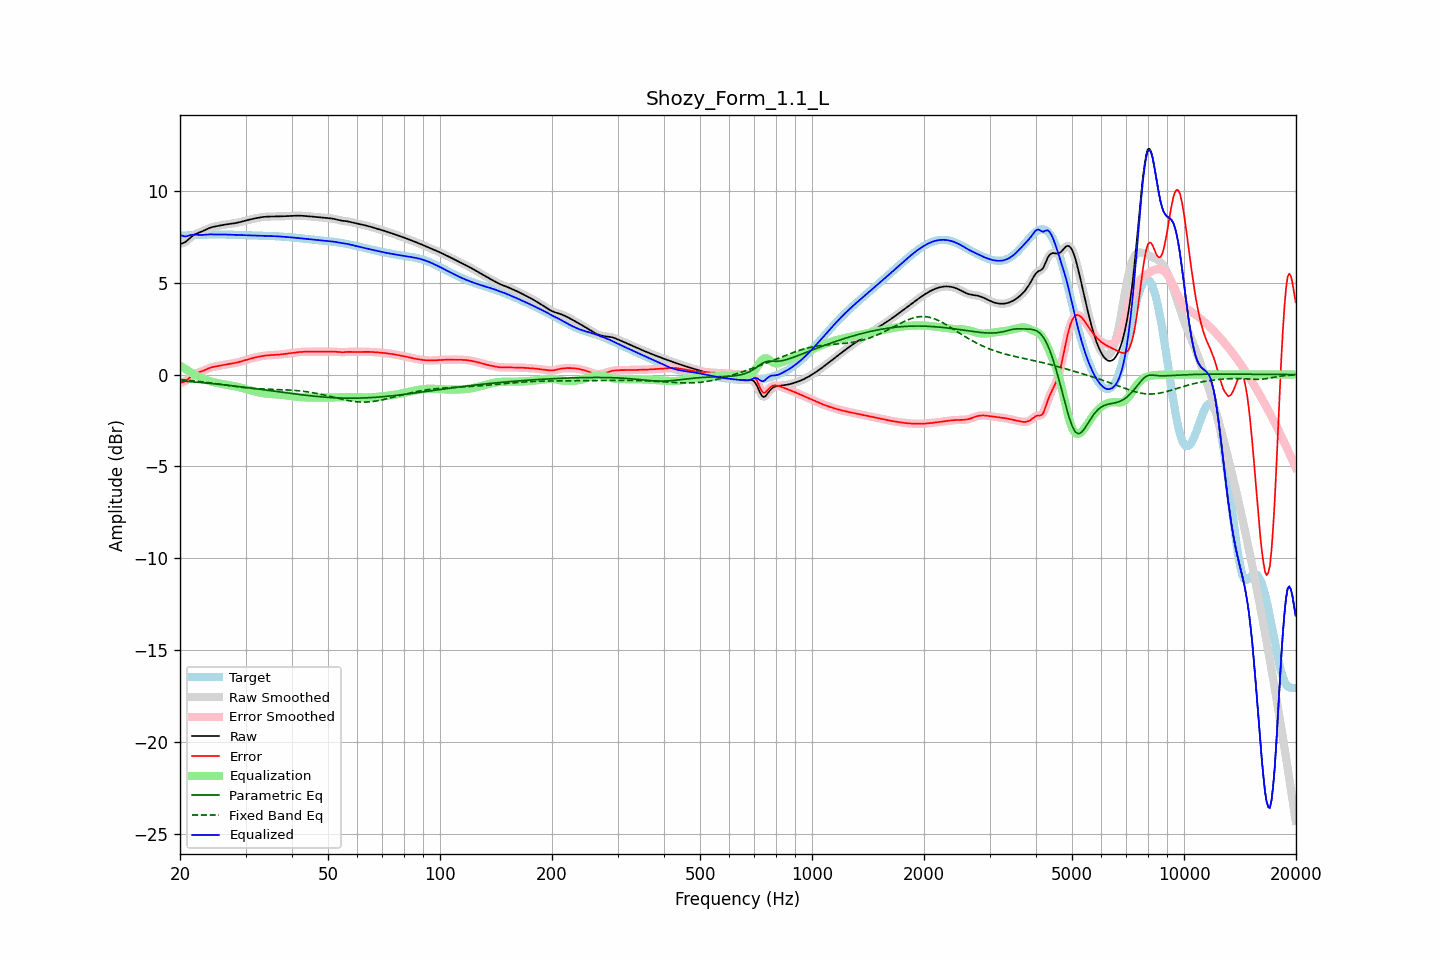 Shozy_Form_1.1_L
Amplitude (dBr)
10
5
0
−5
−10
−15
−20
−25
Target
Raw Smoothed
Error Smoothed
Raw
Error
Equalization
Parametric Eq
Fixed Band Eq
Equalized
20 50 100 200 500 1000 2000 5000 10000 20000
Frequency (Hz)